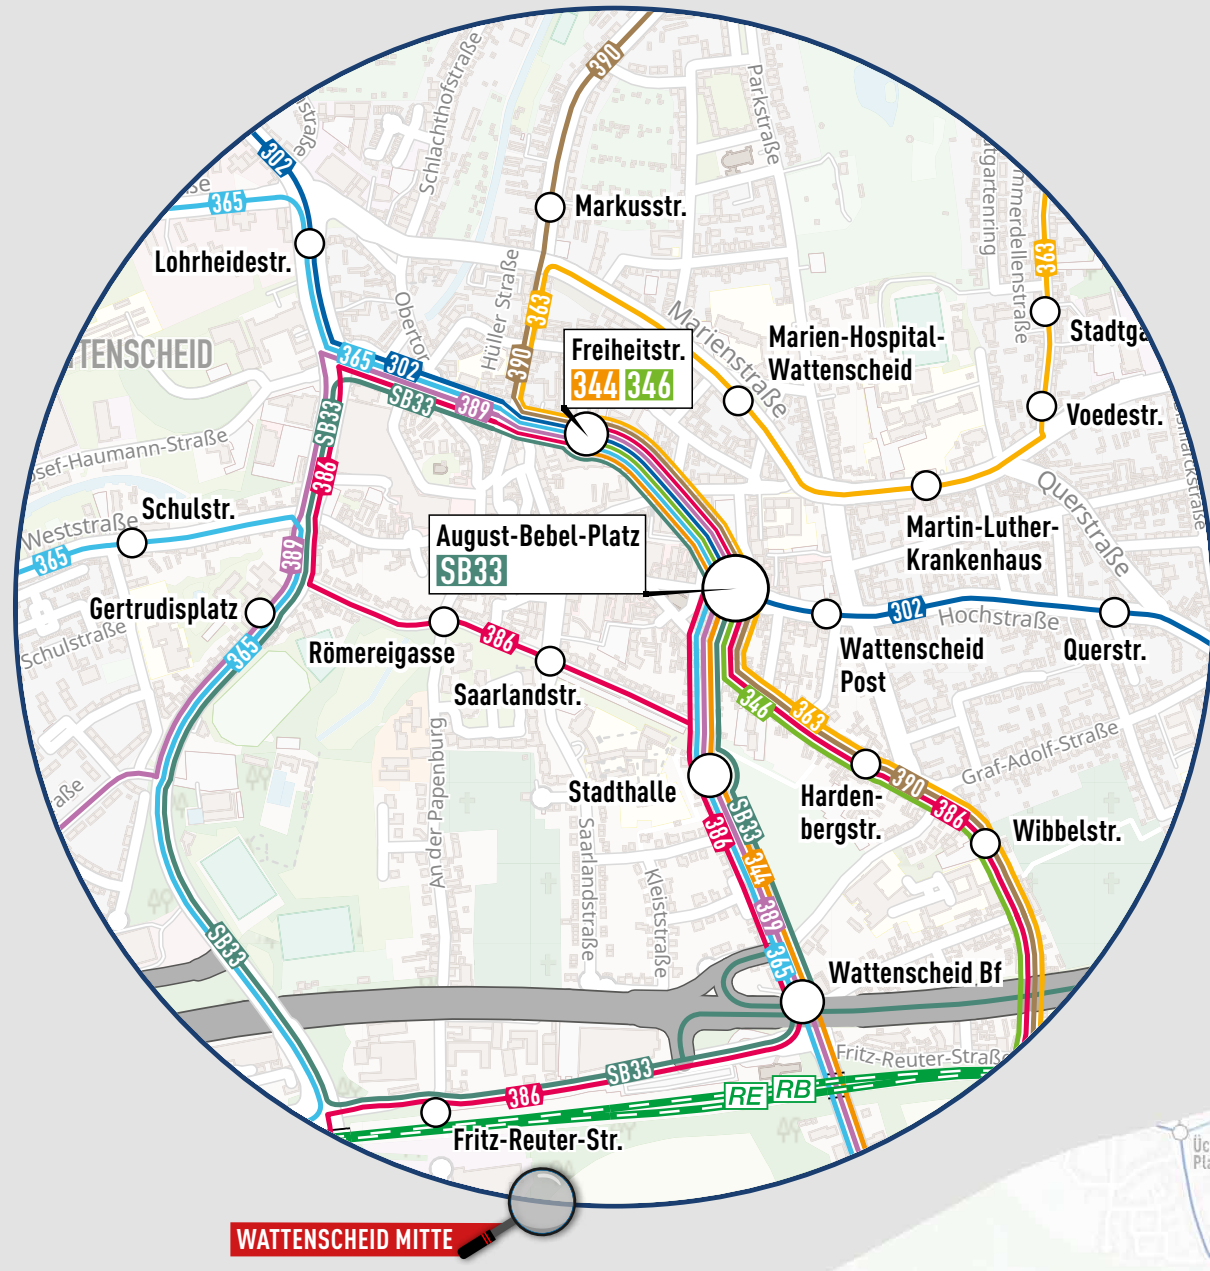 390
Parkstraße
Schlachthofstraße
302
365
Markusstr.
Lohrheidestr.
363
Stadtga
Obertor
Hüller Straße
363
Marienstraße
Marien-Hospital-
Wattenscheid
TENSCHEID
365
302
390
Freiheitstr.
344 346
SB33
389
SB33
Voedestr.
osef-Haumann-Straße
386
Querstraße
Schulstr.
Weststraße
365
389
August-Bebel-Platz
SB33
Martin-Luther-
Krankenhaus
Gertrudisplatz
Schulstraße
365
Römereigasse
386
Saarlandstr.
302
Hochstraße
Wattenscheid
Post
Querstr.
346
363
An der Papenburg
Graf-Adolf-Straße
Stadthalle
390
Harden-
bergstr.
386
Wibbelstr.
aße
SB33
386
344
Saarlandstraße
Kleiststraße
389
SB33
365
Wattenscheid Bf
Fritz-Reuter-Straße
SB33
386
RE
RB
Fritz-Reuter-Str.
WATTENSCHEID MITTE